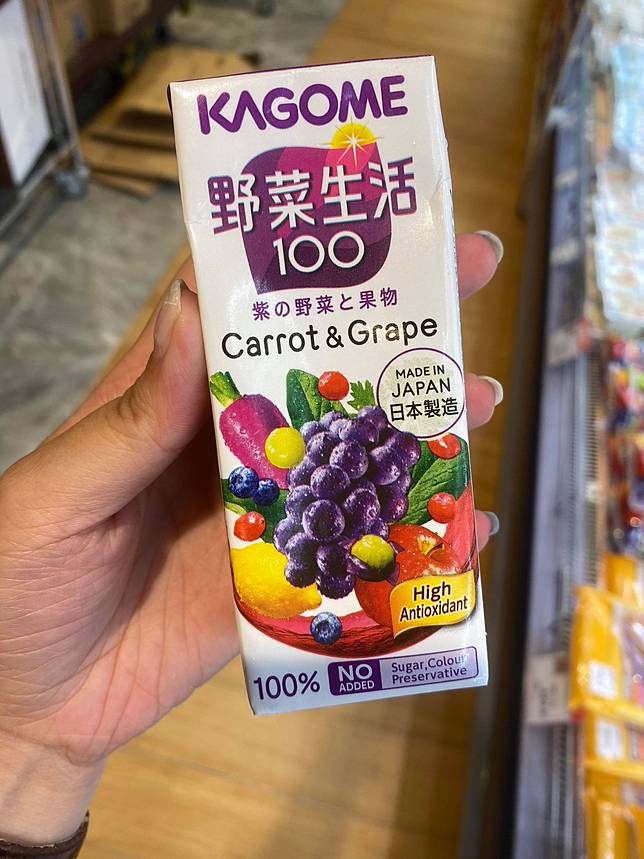 KAGOME
野菜生活
100
紫の野菜と果物
Carrot & Grape
MADE IN
JAPAN
日本製造
High
Antioxidant
100%
NO
ADDED
Sugar,Colour
Preservative